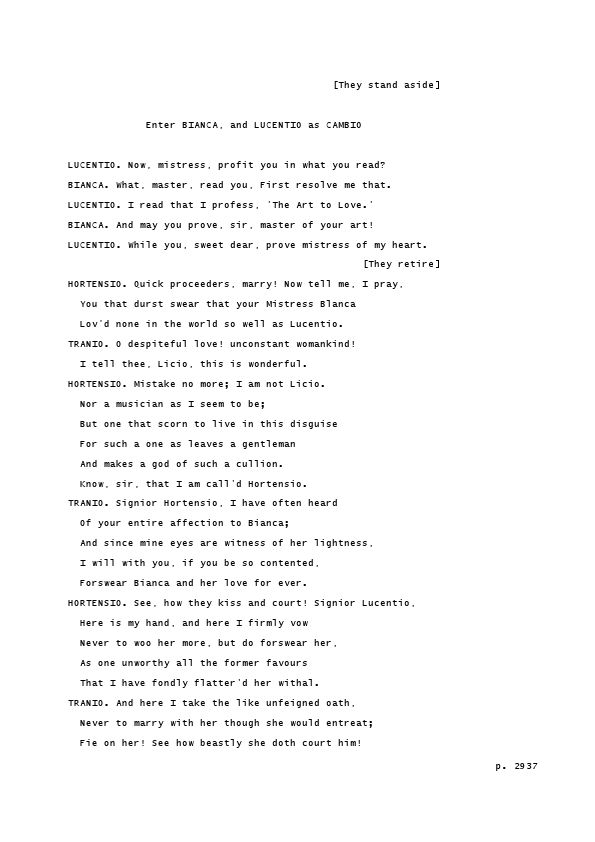 [They stand aside]
Enter BIANCA, and LUCENTIO as CAMBIO
LUCENTIO. Now, mistress, profit you in what you read?
BIANCA. What, master, read you, First resolve me that.
LUCENTIO. I read that I profess, 'The Art to Love.'
BIANCA. And may you prove, sir, master of your art!
LUCENTIO. While you, sweet dear, prove mistress of my heart.
[They retire]
HORTENSIO. Quick proceeders, marry! Now tell me, I pray,
You that durst swear that your Mistress Blanca
Lov'd none in the world so well as Lucentio.
TRANIO. O despiteful love! unconstant womankind!
I tell thee, Licio, this is wonderful.
HORTENSIO. Mistake no more; I am not Licio.
Nor a musician as I seem to be;
But one that scorn to live in this disguise
For such a one as leaves a gentleman
And makes a god of such a cullion.
Know, sir, that I am call'd Hortensio.
TRANIO. Signior Hortensio, I have often heard
Of your entire affection to Bianca;
And since mine eyes are witness of her lightness,
I will with you, if you be so contented,
Forswear Bianca and her love for ever.
HORTENSIO. See, how they kiss and court! Signior Lucentio,
Here is my hand, and here I firmly vow
Never to woo her more, but do forswear her,
As one unworthy all the former favours
That I have fondly flatter'd her withal.
TRANIO. And here I take the like unfeigned oath,
Never to marry with her though she would entreat;
Fie on her! See how beastly she doth court him!
p. 2937